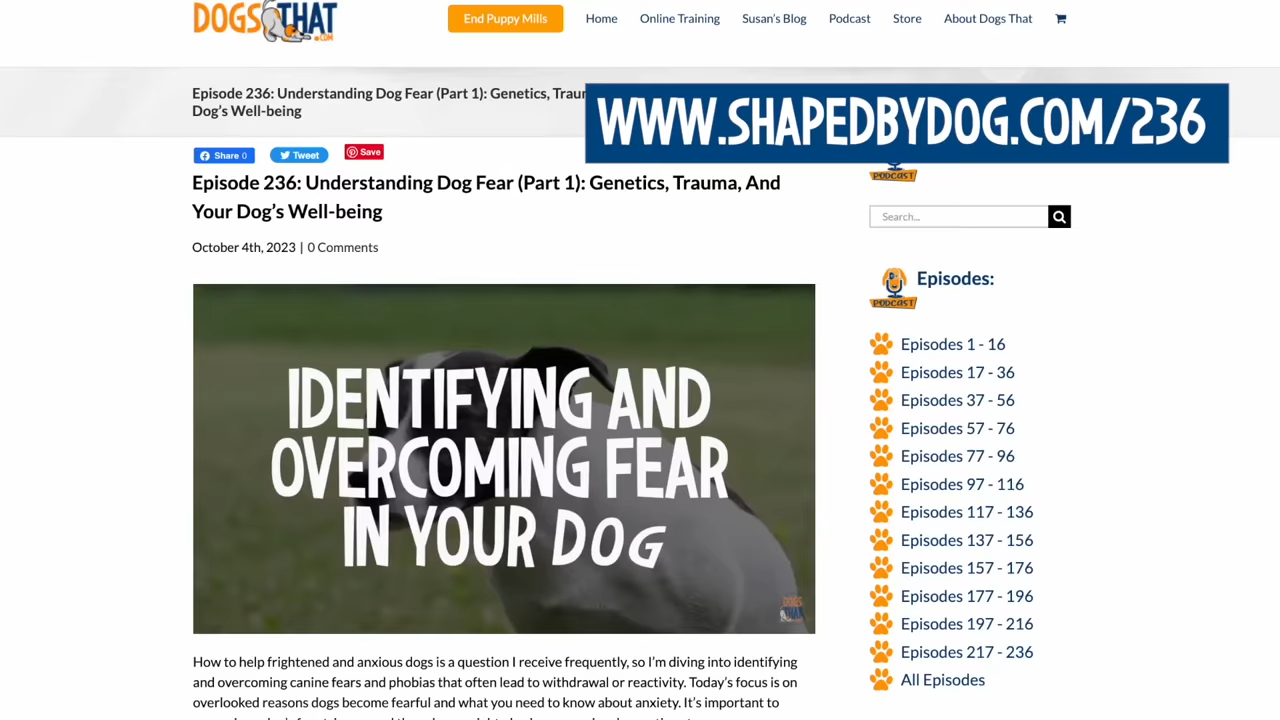 DOGSTHAT
.COM
End Puppy Mills
Home
Online Training
Susan's Blog
Podcast
Store
About Dogs That
Episode 236: Understanding Dog Fear (Part 1): Genetics,
Dog's Well-being
WWW.SHAPEDBYDOG.COM/236
Share 0
Tweet
Save
PODCAST
Episode 236: Understanding Dog Fear (Part 1): Genetics, Trauma, And
Your Dog's Well-being
October 4th, 2023 | 0 Comments
Search...
IDENTIFYING AND
OVERCOMING FEAR
IN YOUR DOG
DOGS
THAT
PODCAST
Episodes:
Episodes 1 - 16
Episodes 17 - 36
Episodes 37 - 56
Episodes 57 - 76
Episodes 77 - 96
Episodes 97 - 116
Episodes 117 - 136
Episodes 137 - 156
Episodes 157 - 176
Episodes 177 - 196
Episodes 197 - 216
Episodes 217 - 236
All Episodes
How to help frightened and anxious dogs is a question I receive frequently, so I'm diving into identifying
and overcoming canine fears and phobias that often lead to withdrawal or reactivity. Today's focus is on
overlooked reasons dogs become fearful and what you need to know about anxiety. It's important to